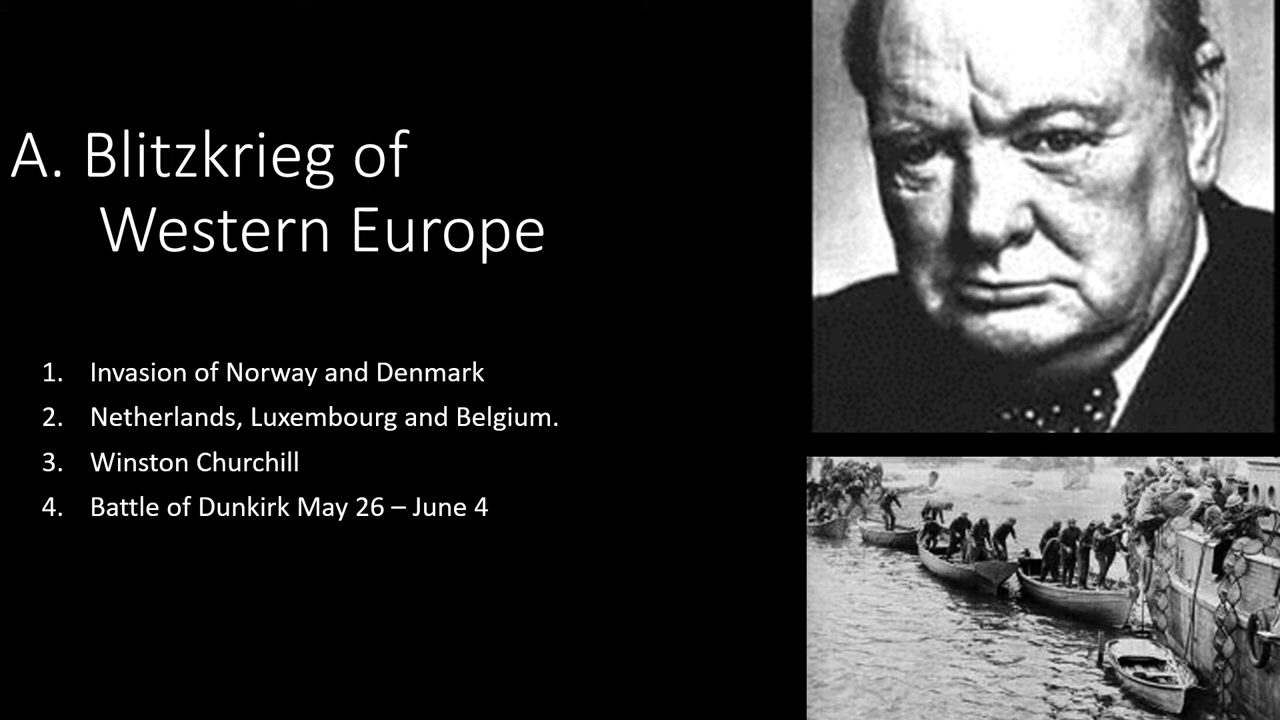 A. Blitzkrieg of
Western Europe
1. Invasion of Norway and Denmark
2. Netherlands, Luxembourg and Belgium.
3. Winston Churchill
4. Battle of Dunkirk May 26 – June 4